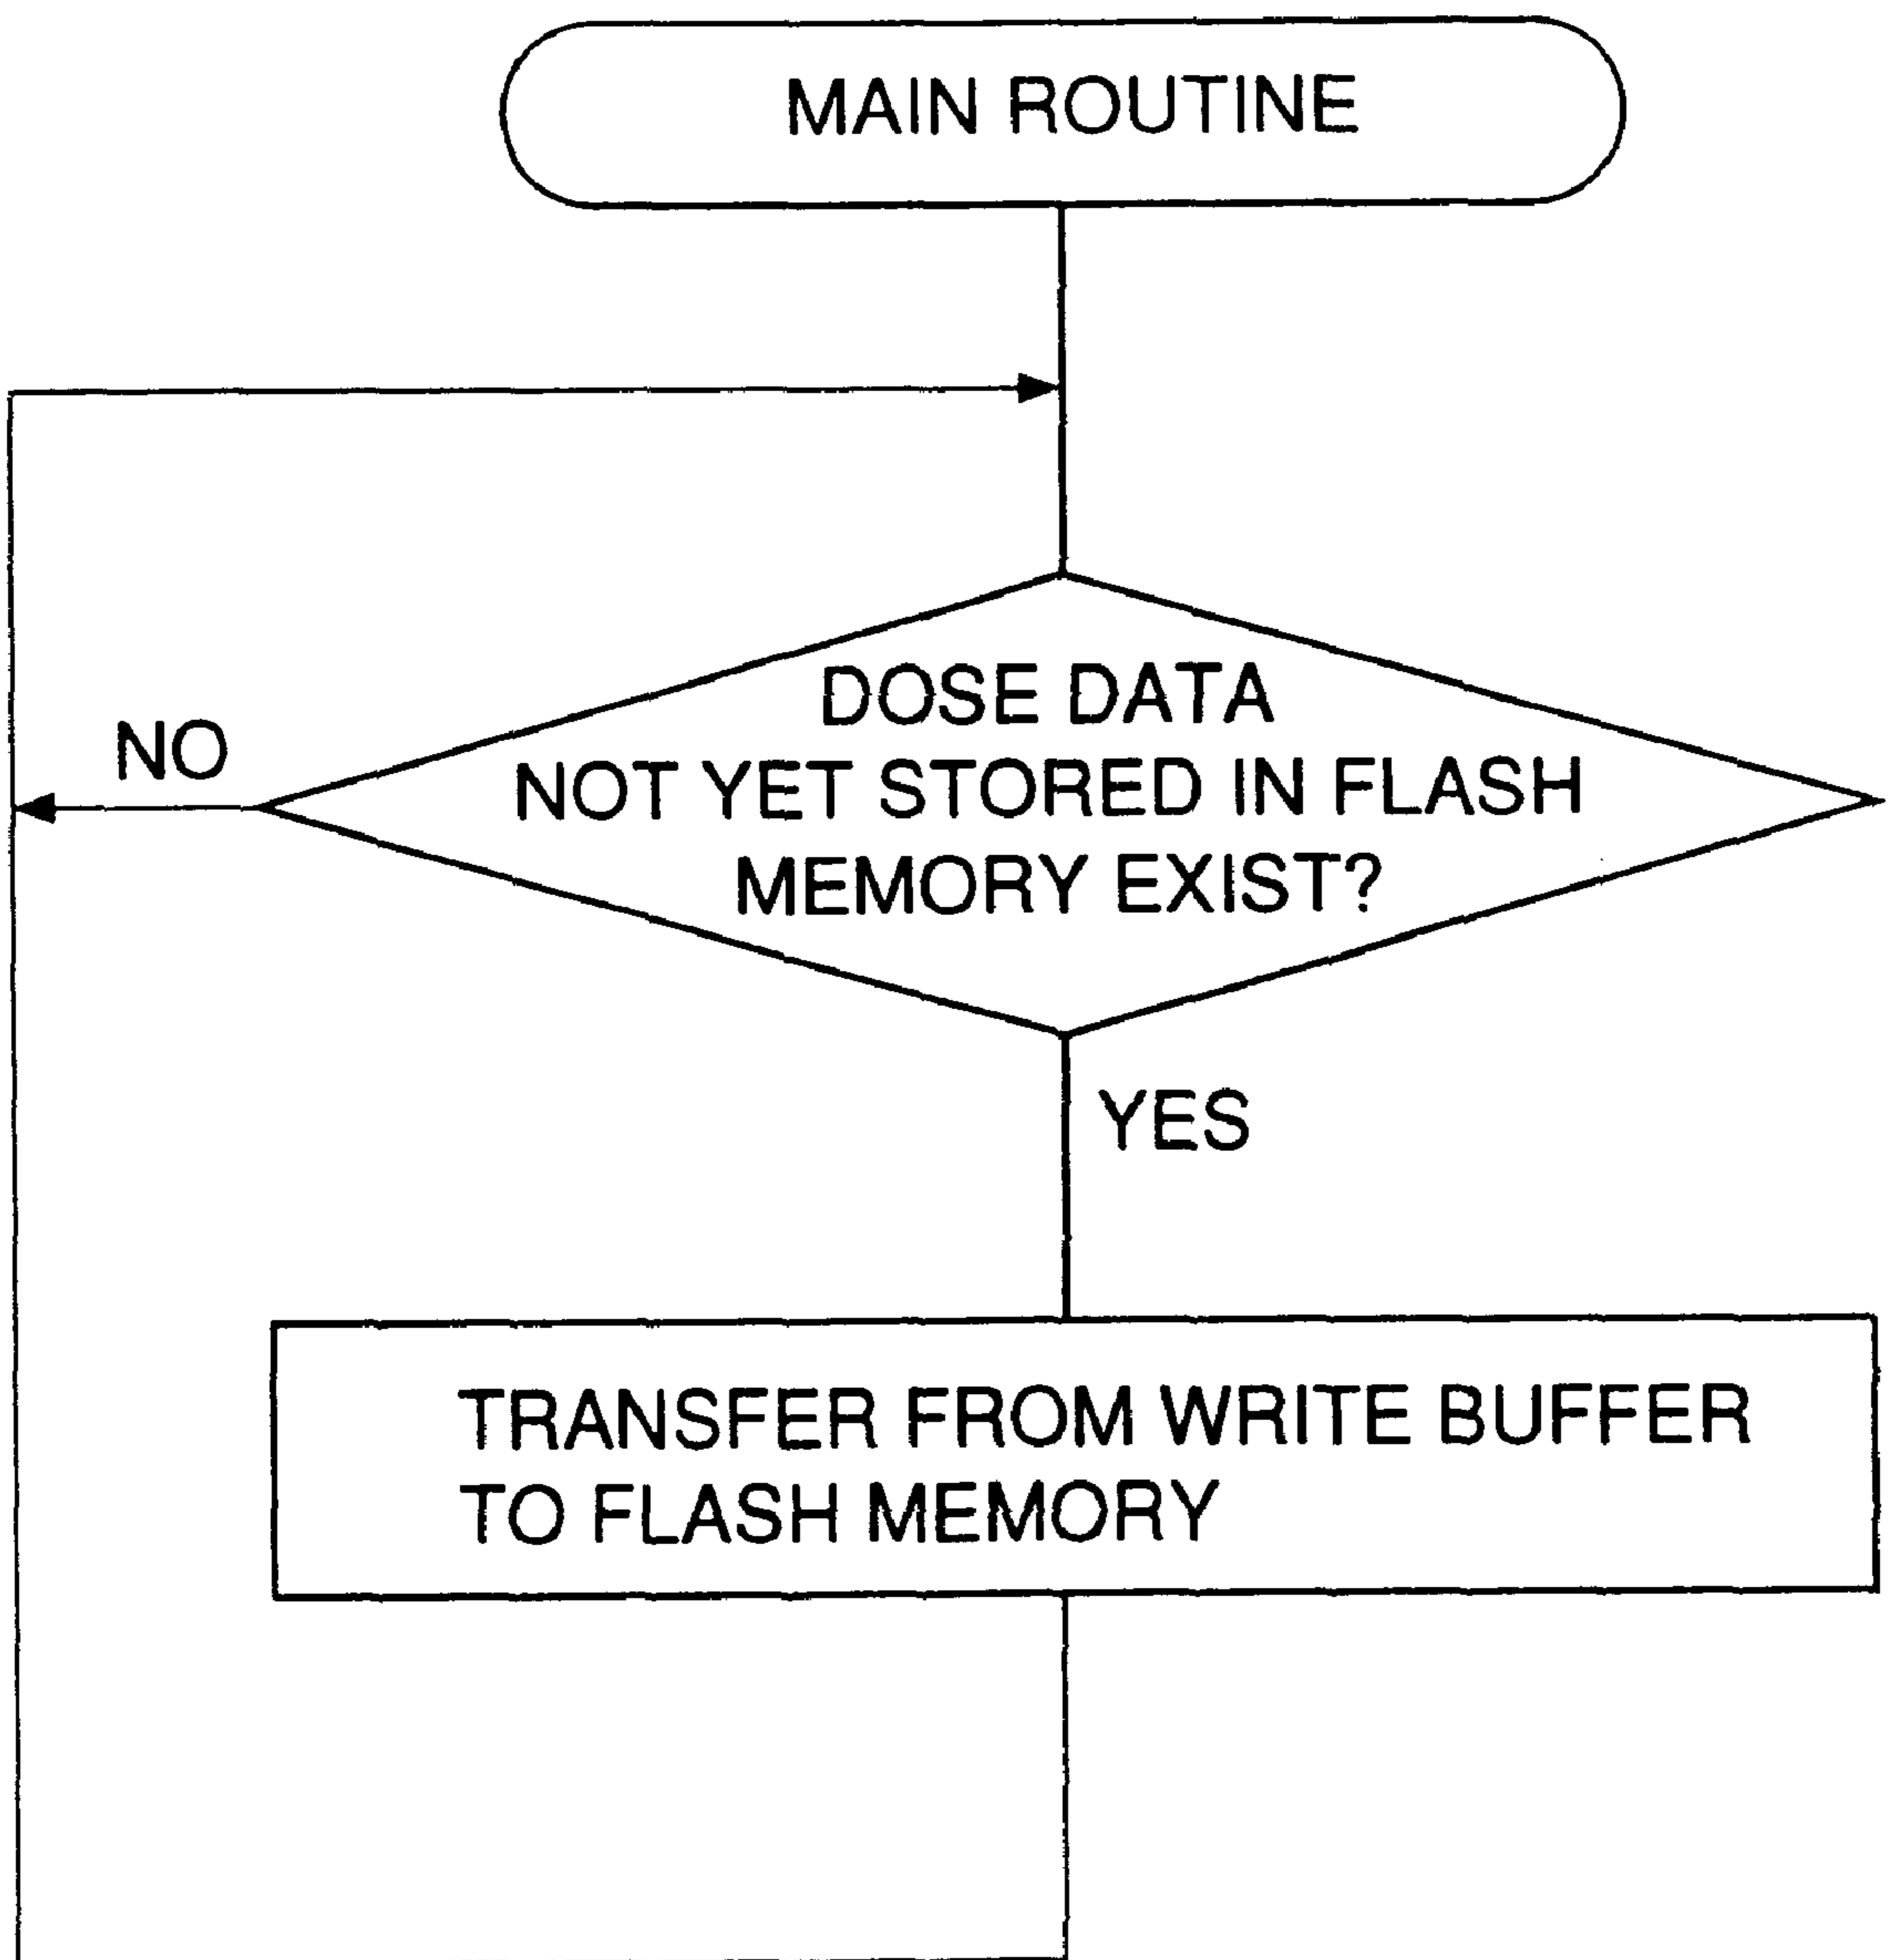 MAIN ROUTINE
DOSE DATA
NOT YET STORED IN FLASH
MEMORY EXIST?
NO
YES
TRANSFER FROM WRITE BUFFER
TO FLASH MEMORY